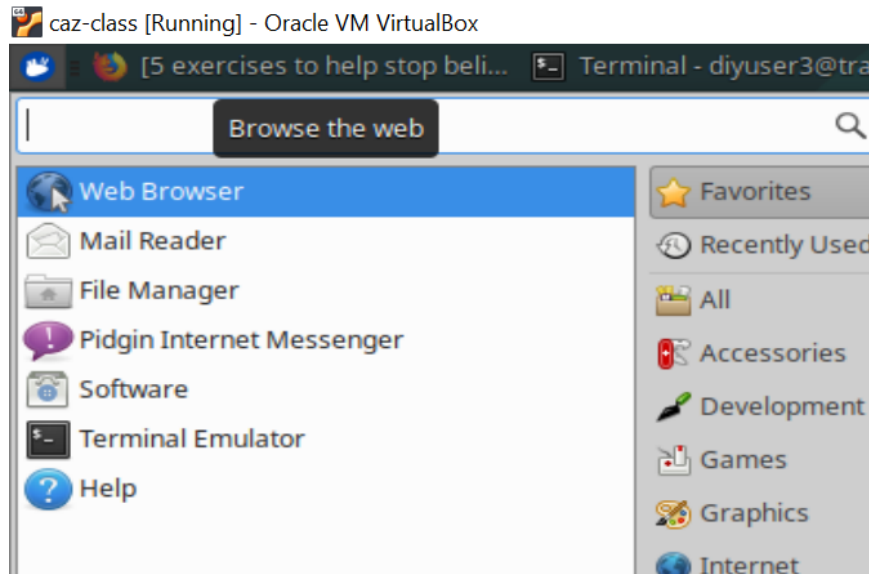 caz-class [Running] - Oracle VM VirtualBox
[5 exercises to help stop beli... Terminal - diyuser3@tra
Browse the web
Web Browser
Mail Reader
File Manager
Pidgin Internet Messenger
Software
Terminal Emulator
Help
Favorites
Recently Used
All
Accessories
Development
Games
Graphics
Internet